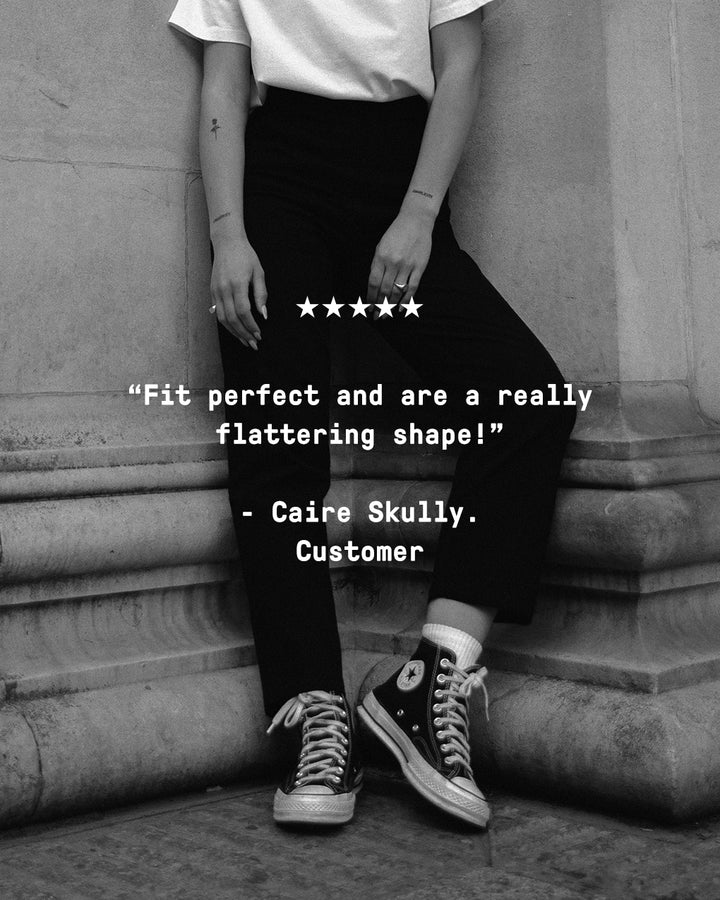 ★★★★★
“Fit perfect and are a really
flattering shape!”
- Caire Skully.
Customer